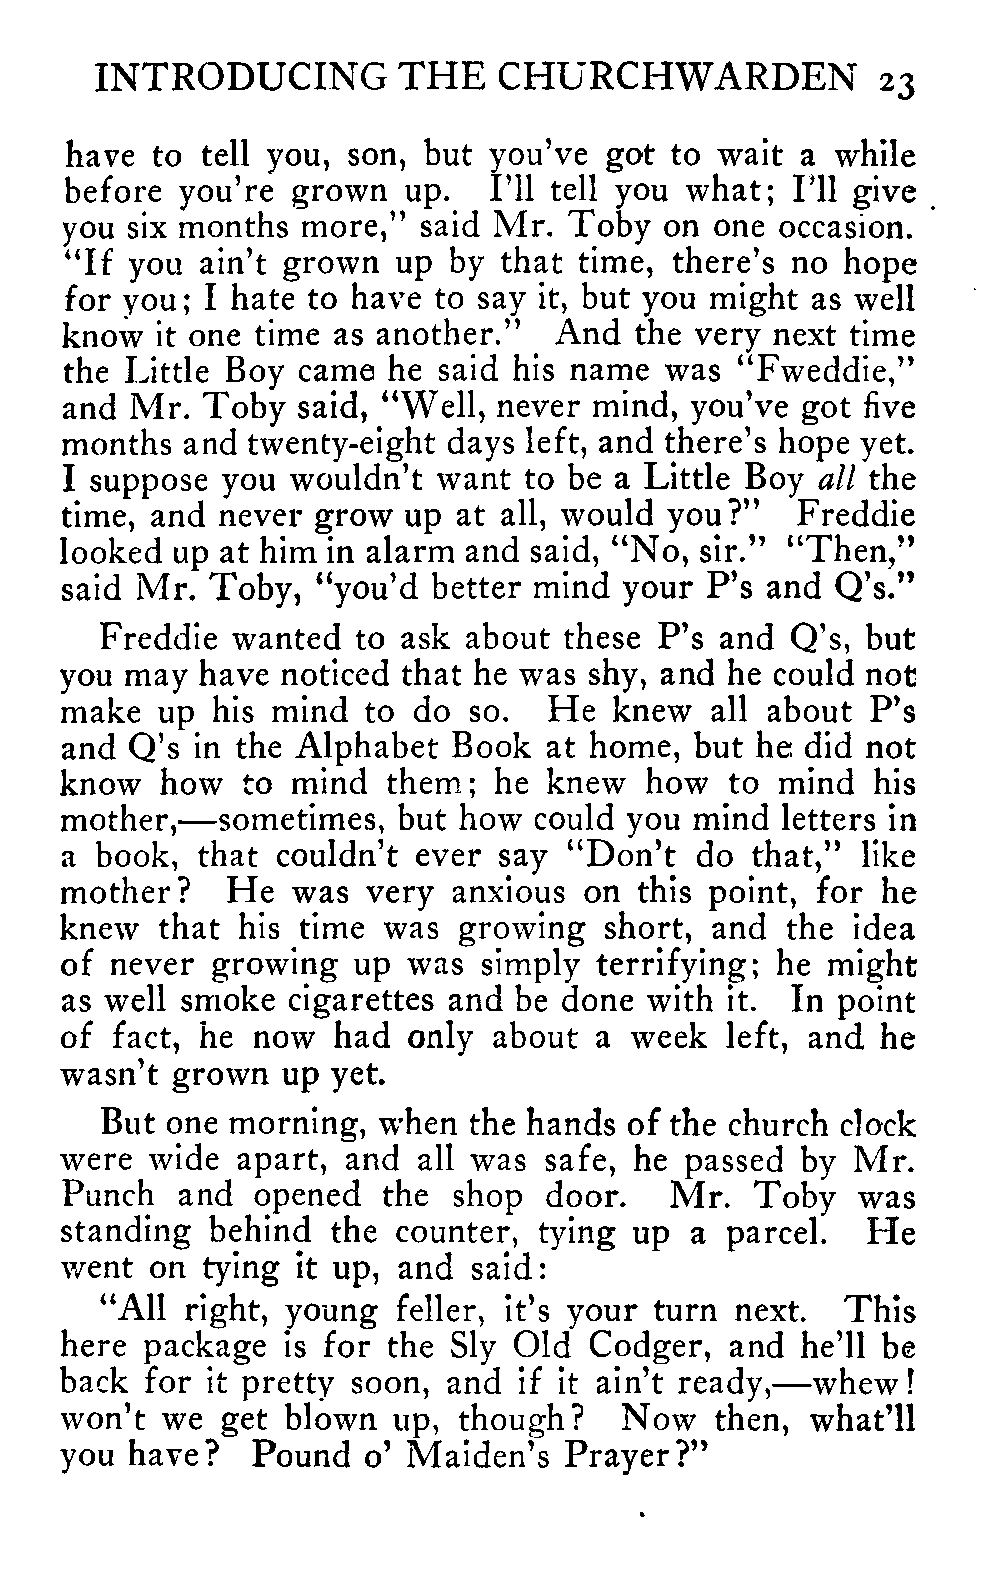 INTRODUCING THE CHURCHWARDEN 23
have to tell you, son, but you've got to wait a while
before you're grown up. I'll tell you what; I'll give
you six months more," said Mr. Toby on one occasion.
"If you ain't grown up by that time, there's no hope
for you; I hate to have to say it, but you might as well
know it one time as another." And the very next time
the Little Boy came he said his name was "Fweddie,"
and Mr. Toby said, "Well, never mind, you've got five
months and twenty-eight days left, and there's hope yet.
I suppose you wouldn't want to be a Little Boy all the
time, and never grow up at all, would you?" Freddie
looked up at him in alarm and said, "No, sir." "Then,"
said Mr. Toby, "you'd better mind your P's and Q's."
Freddie wanted to ask about these P's and Q's, but
you may have noticed that he was shy, and he could not
make up his mind to do so. He knew all about P's
and Q's in the Alphabet Book at home, but he did not
know how to mind them; he knew how to mind his
mother,—sometimes, but how could you mind letters in
a book, that couldn't ever say "Don't do that," like
mother? He was very anxious on this point, for he
knew that his time was growing short, and the idea
of never growing up was simply terrifying; he might
as well smoke cigarettes and be done with it. In point
of fact, he now had only about a week left, and he
wasn't grown up yet.
But one morning, when the hands of the church clock
were wide apart, and all was safe, he passed by Mr.
Punch and opened the shop door. Mr. Toby was
standing behind the counter, tying up a parcel. He
went on tying it up, and said:
"All right, young feller, it's your turn next. This
here package is for the Sly Old Codger, and he'll be
back for it pretty soon, and if it ain't ready,—whew!
won't we get blown up, though? Now then, what'll
you have? Pound o' Maiden's Prayer?"